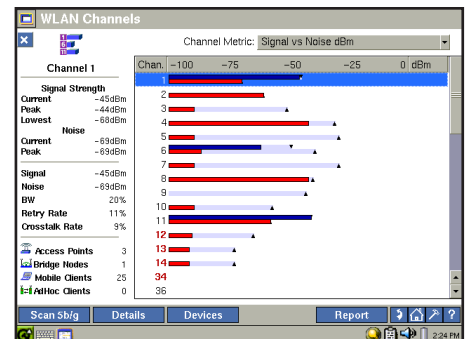 WLAN Channels
Channel Metric: Signal vs Noise dBm
Channel 1
Chan. -100 -75 -50 -25 0 dBm
Signal Strength
Current -45dBm
Peak -44dBm
Lowest -68dBm
Noise
Current -69dBm
Peak -69dBm
Signal -45dBm
Noise -69dBm
BW 20%
Retry Rate 11%
Crosstalk Rate 9%
Access Points 3
Bridge Nodes 1
Mobile Clients 25
AdHoc Clients 0
1
2
3
4
5
6
7
8
9
10
11
12
13
14
34
36
Scan 5b/g Details Devices Report ?
2:24 PM